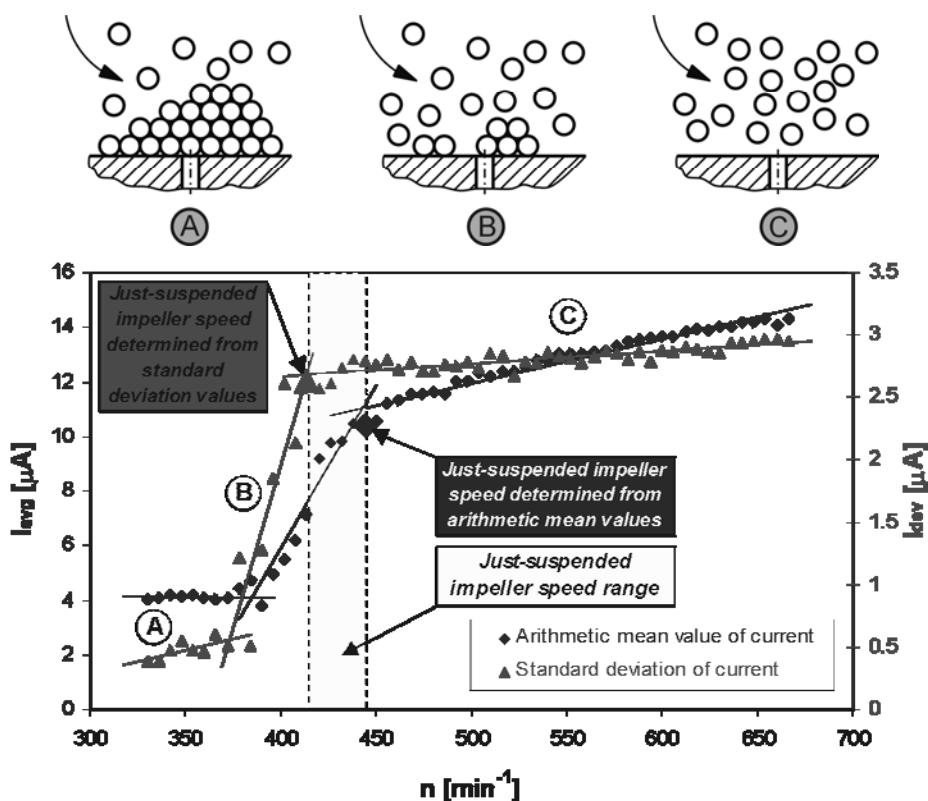 A
B
C
16
14
12
10
8
6
4
2
0
3.5
3
2.5
2
1.5
1
0.5
0
Just-suspended
impeller speed
determined from
standard
deviation values
C
B
A
Just-suspended impeller
speed determined from
arithmetic mean values
Just-suspended
impeller speed range
Arithmetic mean value of current
Standard deviation of current
Iavg [µA]
Idev [µA]
300
350
400
450
500
550
600
650
700
n [min⁻¹]